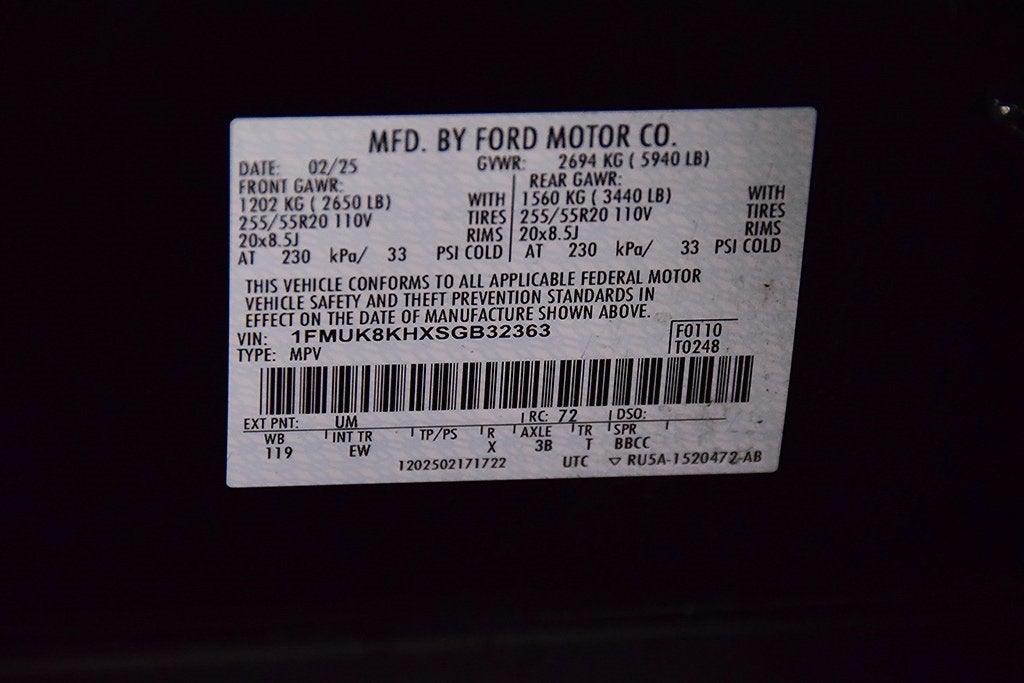 MFD. BY FORD MOTOR CO.
DATE: 02/25 GVWR: 2694 KG ( 5940 LB)
FRONT GAWR: REAR GAWR:
1202 KG ( 2650 LB) WITH 1560 KG ( 3440 LB) WITH
255/55R20 110V TIRES 255/55R20 110V TIRES
20x8.5J RIMS 20x8.5J RIMS
AT 230 kPa/ 33 PSI COLD AT 230 kPa/ 33 PSI COLD
THIS VEHICLE CONFORMS TO ALL APPLICABLE FEDERAL MOTOR
VEHICLE SAFETY AND THEFT PREVENTION STANDARDS IN
EFFECT ON THE DATE OF MANUFACTURE SHOWN ABOVE.
VIN: 1FMUK8KHXSGB32363 F0110
TYPE: MPV T0248
EXT PNT: UM RC: 72 DSO:
WB INT TR TP/PS R AXLE TR SPR
119 EW X 3B T BBCC
1202502171722 UTC ▽ RU5A-1520472-AB